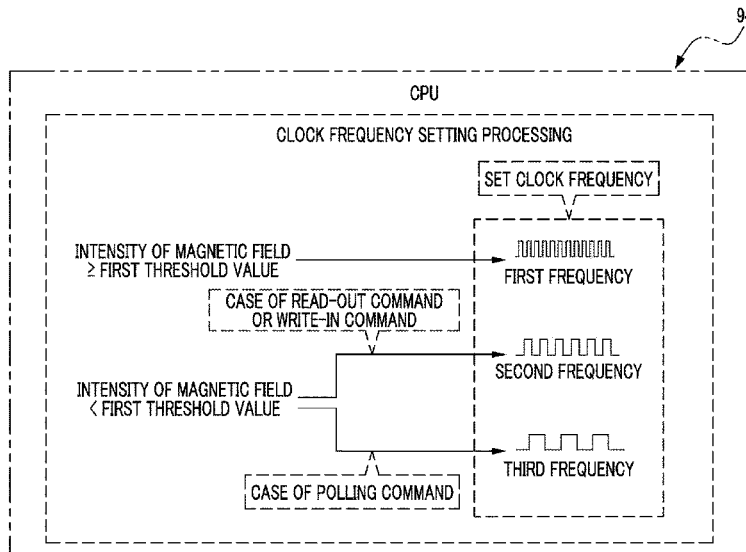 9
CPU
CLOCK FREQUENCY SETTING PROCESSING
SET CLOCK FREQUENCY
INTENSITY OF MAGNETIC FIELD
≥ FIRST THRESHOLD VALUE
FIRST FREQUENCY
CASE OF READ-OUT COMMAND
OR WRITE-IN COMMAND
SECOND FREQUENCY
INTENSITY OF MAGNETIC FIELD
< FIRST THRESHOLD VALUE
THIRD FREQUENCY
CASE OF POLLING COMMAND